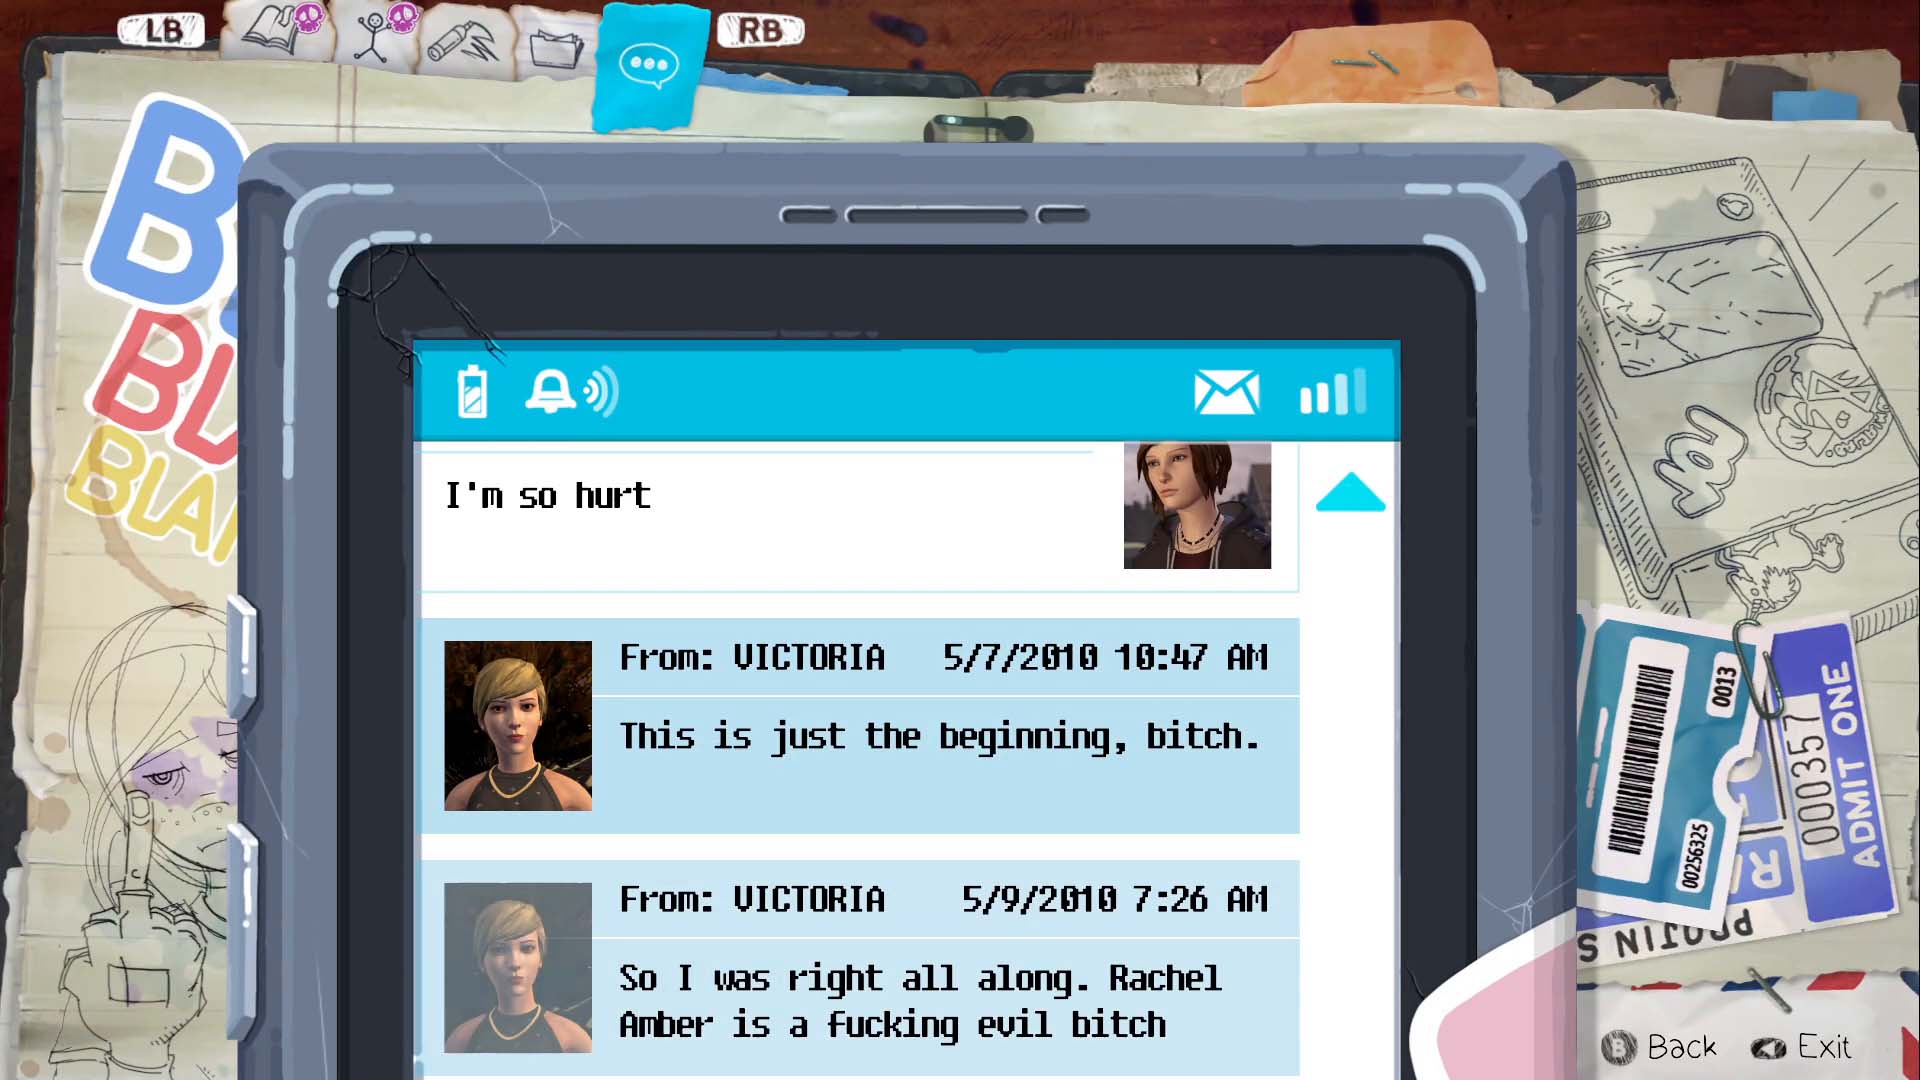 LB
RB
BL
BLAH
I'm so hurt
From: VICTORIA 5/7/2010 10:47 AM
This is just the beginning, bitch.
From: VICTORIA 5/9/2010 7:26 AM
So I was right all along. Rachel
Amber is a fucking evil bitch
0013
00256325
000357
ADMIT ONE
B Back
Exit